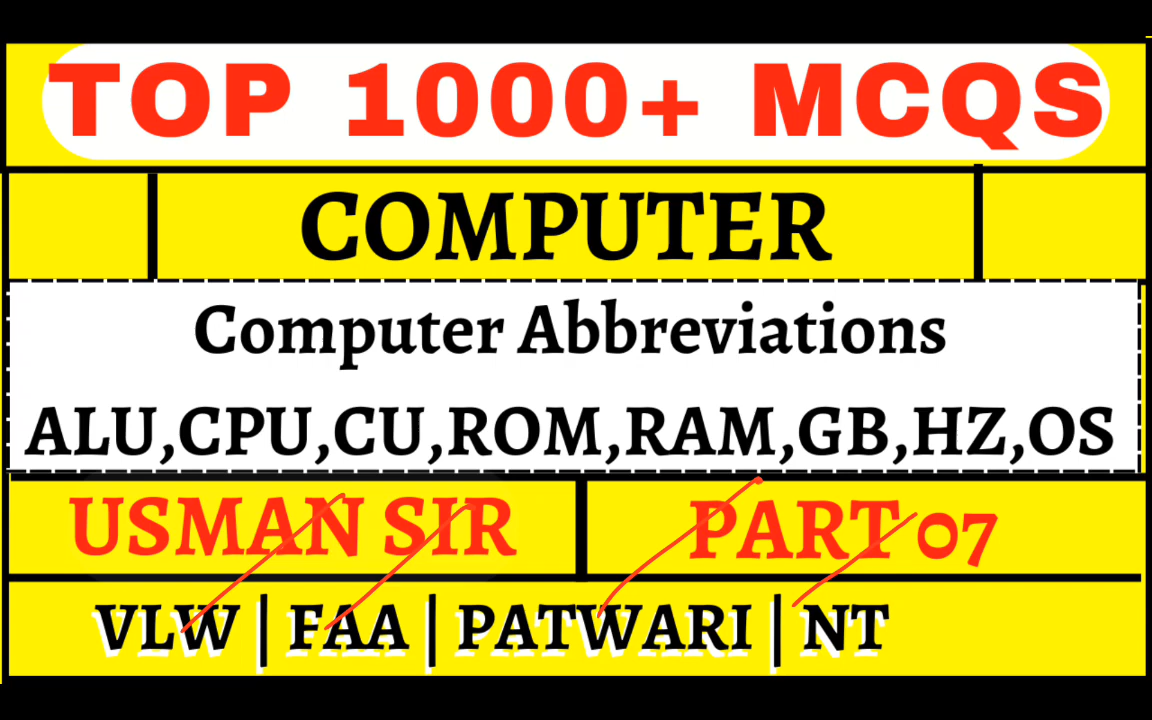 TOP 1000+ MCQS
COMPUTER
Computer Abbreviations
ALU,CPU,CU,ROM,RAM,GB,HZ,OS
USMAN SIR PART 07
VLW | FAA | PATWARI | NT